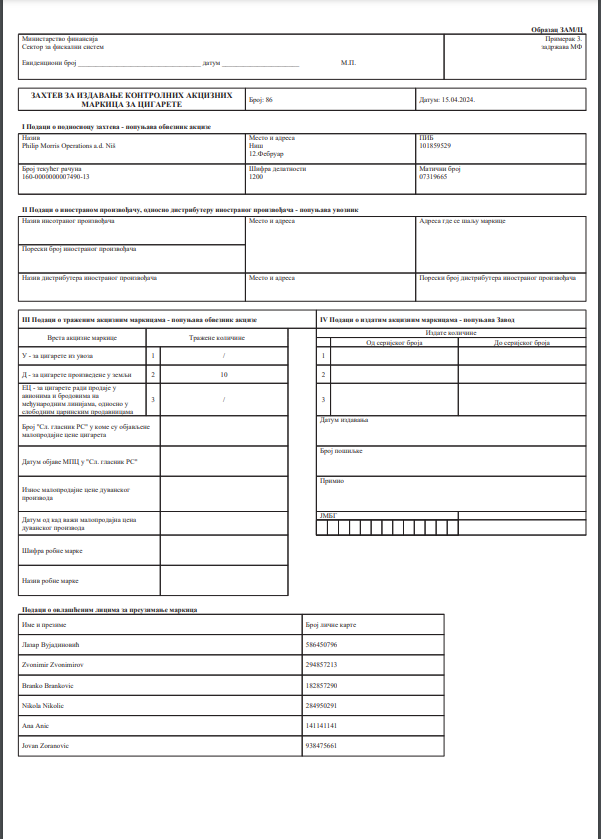 Образац ЗАМ/Ц
Министарство финансија
Сектор за фискални систем
Евиденциони број ____________________________________ датум ______________________ М.П.
Примерак 3.
задржава МФ
ЗАХТЕВ ЗА ИЗДАВАЊЕ КОНТРОЛНИХ АКЦИЗНИХ
МАРКИЦА ЗА ЦИГАРЕТЕ
Број: 86
Датум: 15.04.2024.
I Подаци о подносиоцу захтева - попуњава обвезник акцизе
Назив
Philip Morris Operations a.d. Niš
Место и адреса
Ниш
12.Фебруар
ПИБ
101859529
Број текућег рачуна
160-0000000007490-13
Шифра делатности
1200
Матични број
07319665
II Подаци о иностраном произвођачу, односно дистрибутеру иностраног произвођача - попуњава увозник
Назив инсотраног произвођача
Место и адреса
Адреса где се шаљу маркице
Порески број иностраног произвођача
Назив дистрибутера иностраног произвођача
Место и адреса
Порески број дистрибутера иностраног произвођача
III Подаци о траженим акцизним маркицама - попуњава обвезник акцизе
Врста акцизне маркице
Тражене количине
У - за цигарете из увоза 1 /
Д - за цигарете произведене у земљи 2 10
ЕЦ - за цигарете ради продаје у
авионима и бродовима на
међународним линијама, односно у
слободним царинским продавницама
3 /
Број "Сл. гласник РС" у коме су објављене
малопродајне цене цигарета
Датум објаве МПЦ у "Сл. гласник РС"
Износ малопродајне цене дуванског
производа
Датум од кад важи малопродајна цена
дуванског производа
Шифра робне марке
Назив робне марке
IV Подаци о издатим акцизним маркицама - попуњава Завод
Издате количине
Од серијског броја
До серијског броја
1
2
3
Датум издавања
Број пошиљке
Примио
ЈМБГ
Подаци о овлашћеним лицима за преузимање маркица
Име и презиме Број личне карте
Лазар Вујадиновић 586450796
Zvonimir Zvonimirov 294857213
Branko Brankovic 182857290
Nikola Nikolic 284950291
Ana Anic 141141141
Jovan Zoranovic 938475661